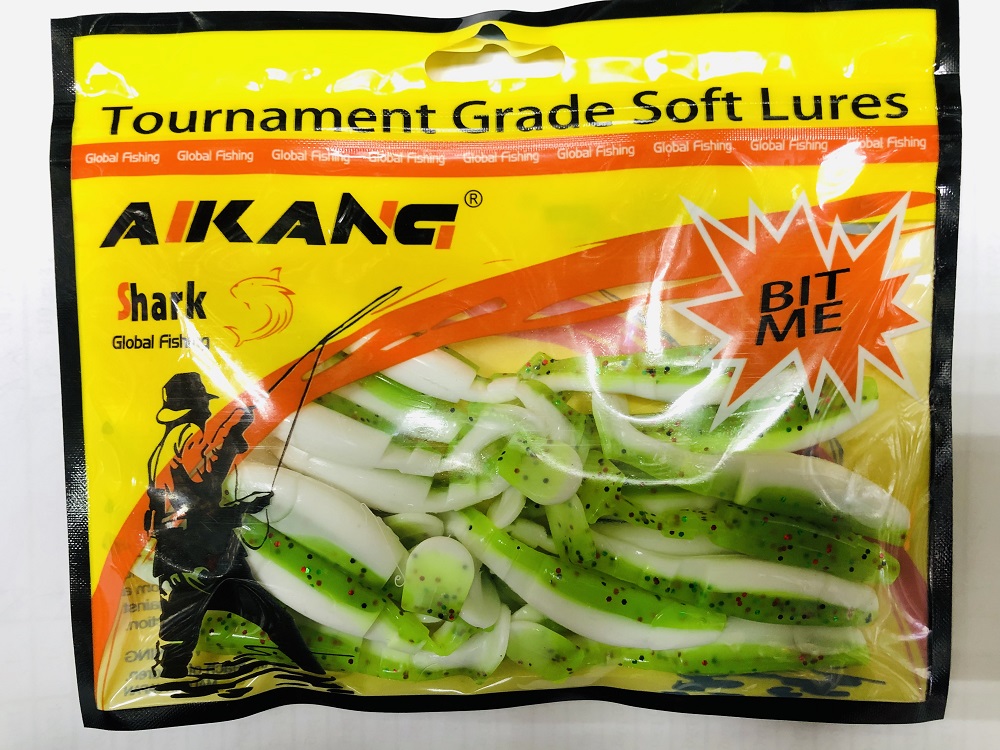 Tournament Grade Soft Lures
Global Fishing Global Fishing Global Fishing Global Fishing Global Fishing Global Fishing Global Fishing Global Fishing Global Fishing
AIKANG®
Shark
Global Fishing
BIT
ME